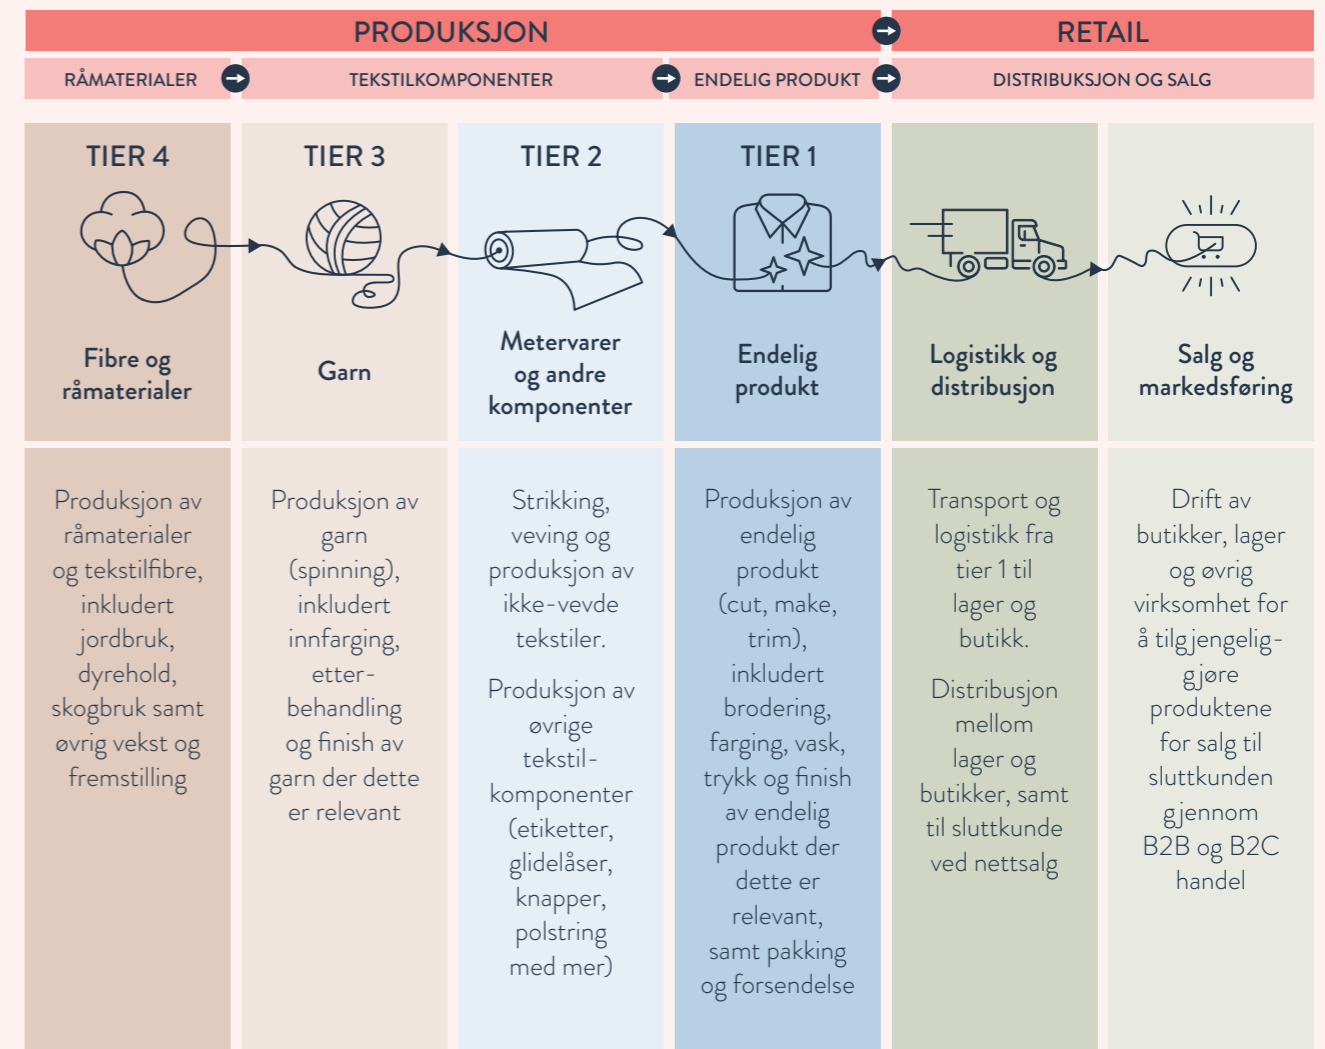 PRODUKSJON
RETAIL
RÅMATERIALER
TEKSTILKOMPONENTER
ENDELIG PRODUKT
DISTRIBUKSJON OG SALG
TIER 4
Fibre og
råmaterialer
Produksjon av
råmaterialer
og tekstilfibre,
inkludert
jordbruk,
dyrehold,
skogbruk samt
øvrig vekst og
fremstilling
TIER 3
Garn
Produksjon av
garn
(spinning),
inkludert
innfarging,
etter-
behandling
og finish av
garn der dette
er relevant
TIER 2
Metervarer
og andre
komponenter
Strikking,
veving og
produksjon av
ikke-vevde
tekstiler.
Produksjon av
øvrige
tekstil-
komponenter
(etiketter,
glidelåser,
knapper,
polstring
med mer)
TIER 1
Endelig
produkt
Produksjon av
endelig
produkt
(cut, make,
trim),
inkludert
brodering,
farging, vask,
trykk og finish
av endelig
produkt der
dette er
relevant,
samt pakking
og forsendelse
Logistikk og
distribusjon
Transport og
logistikk fra
tier 1 til
lager og
butikk.
Distribusjon
mellom
lager og
butikker, samt
til sluttkunde
ved nettsalg
Salg og
markedsføring
Drift av
butikker, lager
og øvrig
virksomhet for
å tilgjengelig-
gjøre
produktene
for salg til
sluttkunden
gjennom
B2B og B2C
handel